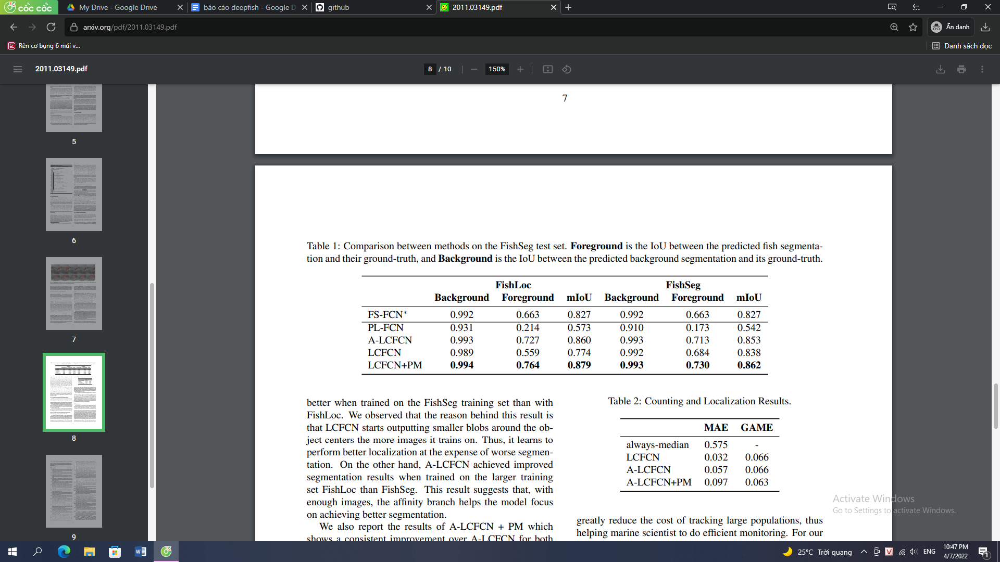 cốc cốc
My Drive - Google Drive
báo cáo deepfish - Google D
github
2011.03149.pdf
arxiv.org/pdf/2011.03149.pdf
Ẩn danh
Rèn cơ bụng 6 múi v...
Danh sách đọc
2011.03149.pdf
8 / 10
150%
5
6
7
8
9
7
Table 1: Comparison between methods on the FishSeg test set. Foreground is the IoU between the predicted fish segmenta-
tion and their ground-truth, and Background is the IoU between the predicted background segmentation and its ground-truth.
FishLoc FishSeg
Background Foreground mIoU Background Foreground mIoU
FS-FCN* 0.992 0.663 0.827 0.992 0.663 0.827
PL-FCN 0.931 0.214 0.573 0.910 0.173 0.542
A-LCFCN 0.993 0.727 0.860 0.993 0.713 0.853
LCFCN 0.989 0.559 0.774 0.992 0.684 0.838
LCFCN+PM 0.994 0.764 0.879 0.993 0.730 0.862
better when trained on the FishSeg training set than with
FishLoc. We observed that the reason behind this result is
that LCFCN starts outputting smaller blobs around the ob-
ject centers the more images it trains on. Thus, it learns to
perform better localization at the expense of worse segmen-
tation. On the other hand, A-LCFCN achieved improved
segmentation results when trained on the larger training
set FishLoc than FishSeg. This result suggests that, with
enough images, the affinity branch helps the model focus
on achieving better segmentation.
We also report the results of A-LCFCN + PM which
shows a consistent improvement over A-LCFCN for both
Table 2: Counting and Localization Results.
MAE GAME
always-median 0.575 -
LCFCN 0.032 0.066
A-LCFCN 0.057 0.066
A-LCFCN+PM 0.097 0.063
greatly reduce the cost of tracking large populations, thus
helping marine scientist to do efficient monitoring. For our
Activate Windows
Go to Settings to activate Windows.
25°C Trời quang
ENG
10:47 PM
4/7/2022
1